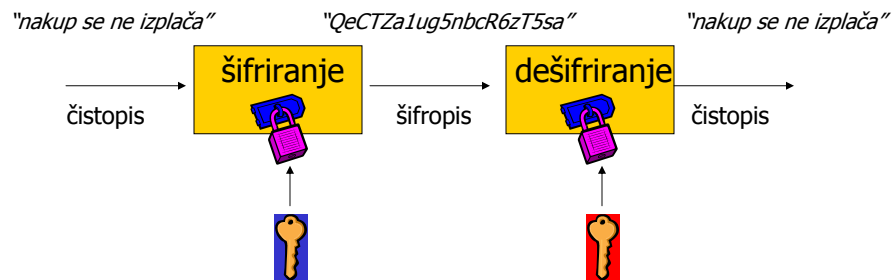 “nakup se ne izplača” “QeCTZa1ug5nbcR6zT5sa” “nakup se ne izplača”
šifriranje dešifriranje
čistopis šifropis čistopis